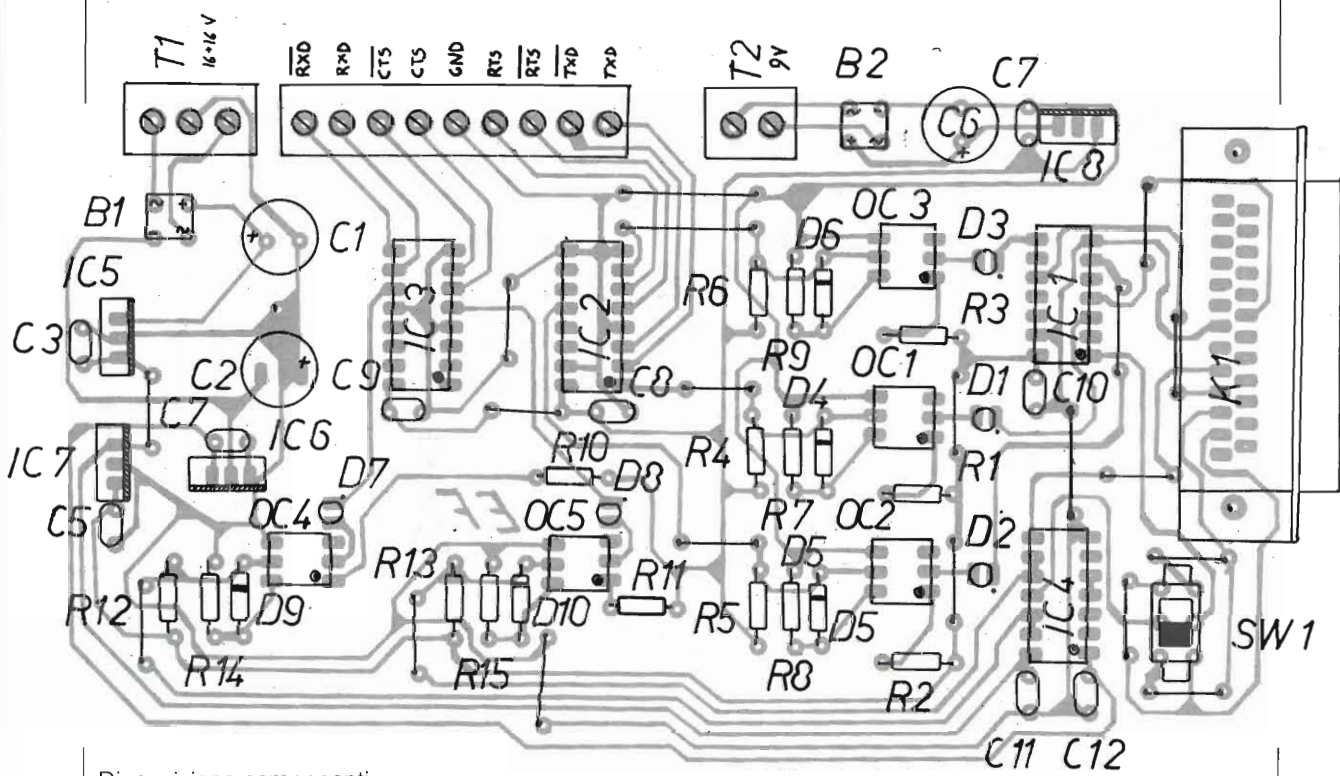 T1
16+16 V
RXD
RXD
CTS
CTS
GND
RTS
RTS
TXD
TXD
T2
9V
B2
C6
C7
IC8
B1
C1
IC5
C3
C2
C9
IC3
IC2
C8
OC3
D6
D3
R6
R9
R3
IC1
OC1
D4
D1
C10
K1
C7
IC6
IC7
C5
R10
R4
R1
D7
D8
R7
OC2
OC4
OC5
D5
D2
R13
R11
R12
D9
D10
R5
D5
IC4
SW1
R14
R15
R8
R2
C11
C12